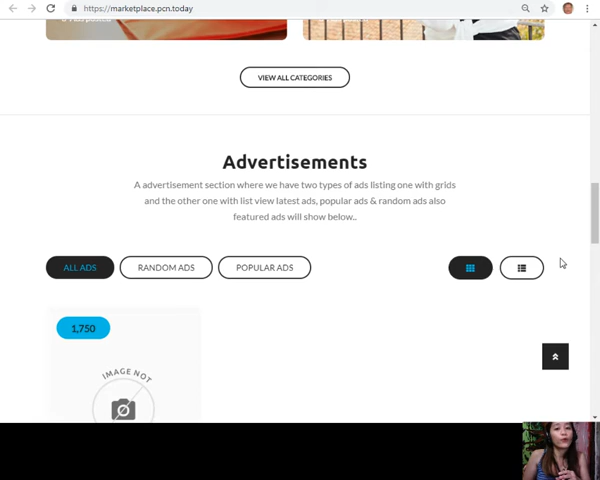 https://marketplace.pcn.today
VIEW ALL CATEGORIES
Advertisements
A advertisement section where we have two types of ads listing one with grids
and the other one with list view latest ads, popular ads & random ads also
featured ads will show below..
ALL ADS
RANDOM ADS
POPULAR ADS
1,750
IMAGE NOT